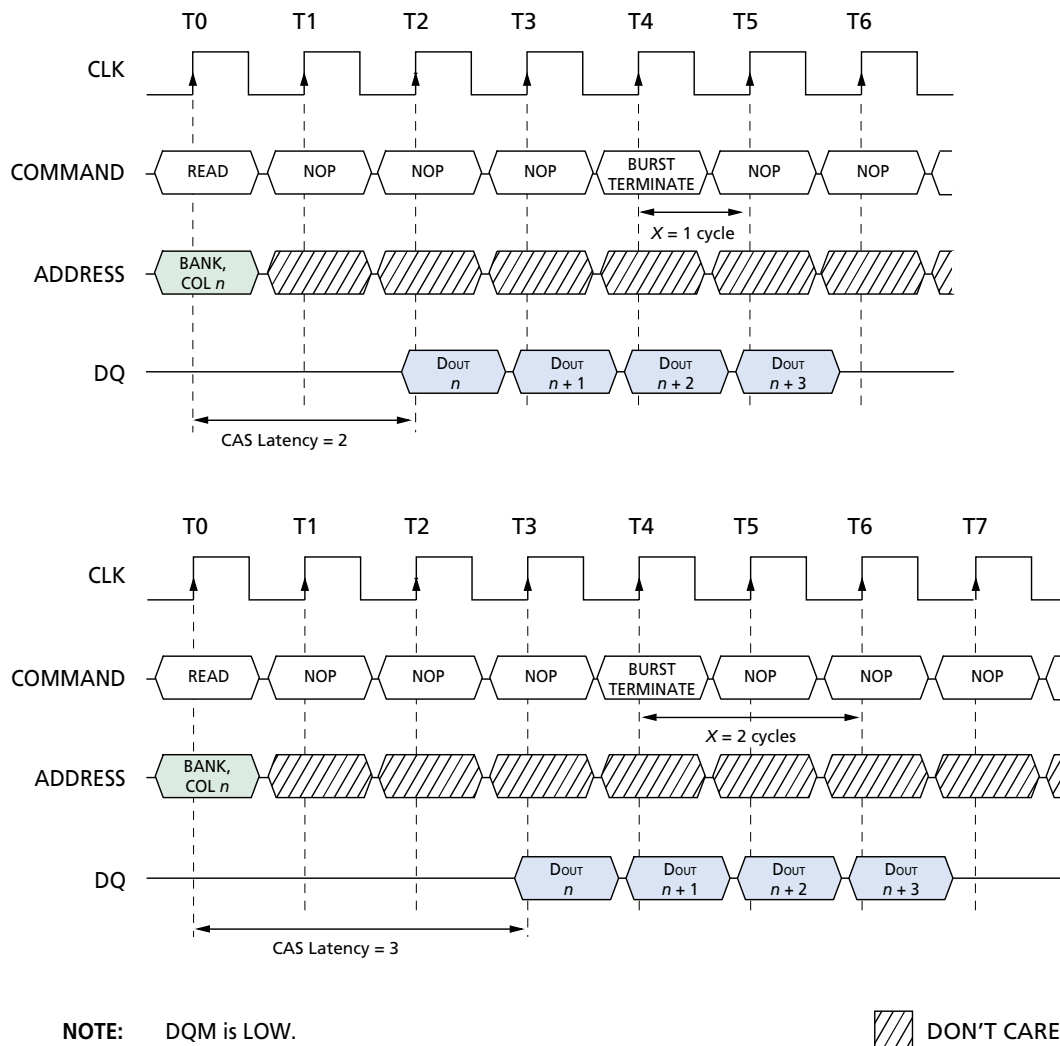 T0 T1 T2 T3 T4 T5 T6
CLK
COMMAND READ NOP NOP NOP BURST TERMINATE NOP NOP
X = 1 cycle
ADDRESS BANK, COL n
DQ DOUT n DOUT n + 1 DOUT n + 2 DOUT n + 3
CAS Latency = 2
T0 T1 T2 T3 T4 T5 T6 T7
CLK
COMMAND READ NOP NOP NOP BURST TERMINATE NOP NOP NOP
X = 2 cycles
ADDRESS BANK, COL n
DQ DOUT n DOUT n + 1 DOUT n + 2 DOUT n + 3
CAS Latency = 3
NOTE: DQM is LOW.
DON'T CARE